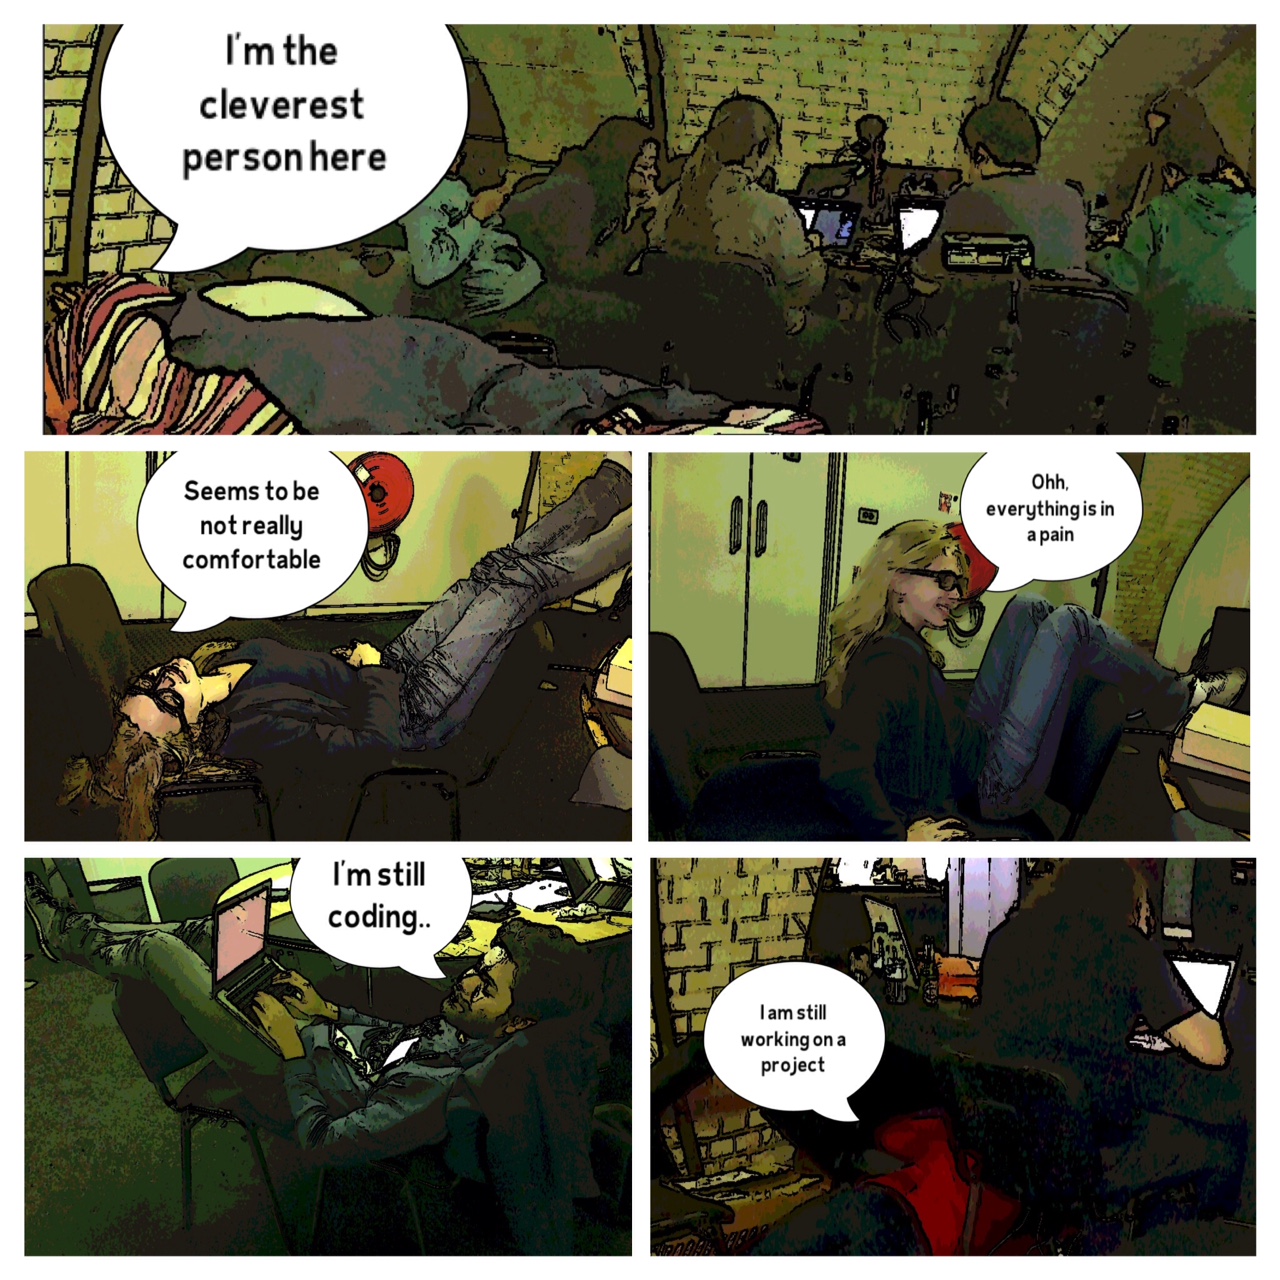 I'm the
cleverest
person here
Seems to be
not really
comfortable
Ohh,
everything is in
a pain
I'm still
coding..
I am still
working on a
project